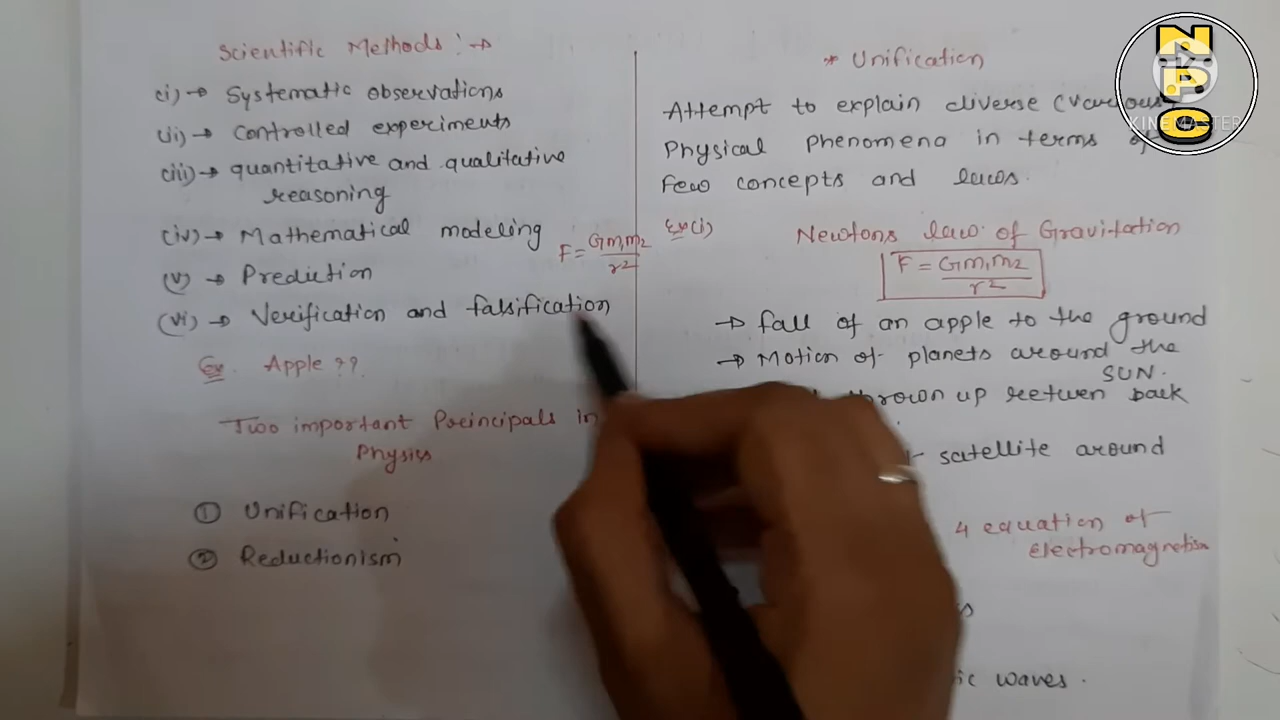 Scientific Methods :→
(i) → Systematic observations
(ii) → Controlled experiments
(iii) → quantitative and qualitative
reasoning
(iv) → Mathematical modeling
F = Gm1m2 / r²
(v) → Prediction
(vi) → Verification and falsification
Ex. Apple ??
Two important Principals in
Physics
① Unification
② Reductionism
* Unification
Attempt to explain diverse (various
Physical phenomena in terms of
Few concepts and laws.
Ex (i) Newtons law of Gravitation
F = Gm1m2 / r²
→ fall of an apple to the ground
→ Motion of planets around the
SUN.
thrown up reetwen back
satellite around
4 equation of
electromagnetism
ic waves.
NPC
KINEMASTER